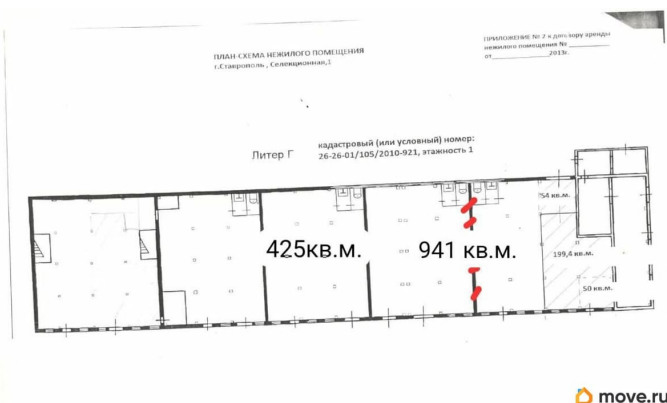 ПРИЛОЖЕНИЕ № 2 к договору аренды
нежилого помещения №
от 2013г.
ПЛАН-СХЕМА НЕЖИЛОГО ПОМЕЩЕНИЯ
г.Ставрополь , Селекционная,1
Литер Г
кадастровый (или условный) номер:
26-26-01/105/2010-921, этажность 1
54 кв.м.
425кв.м.
941 кв.м.
199,4 кв.м.
50 кв.м.
move.ru